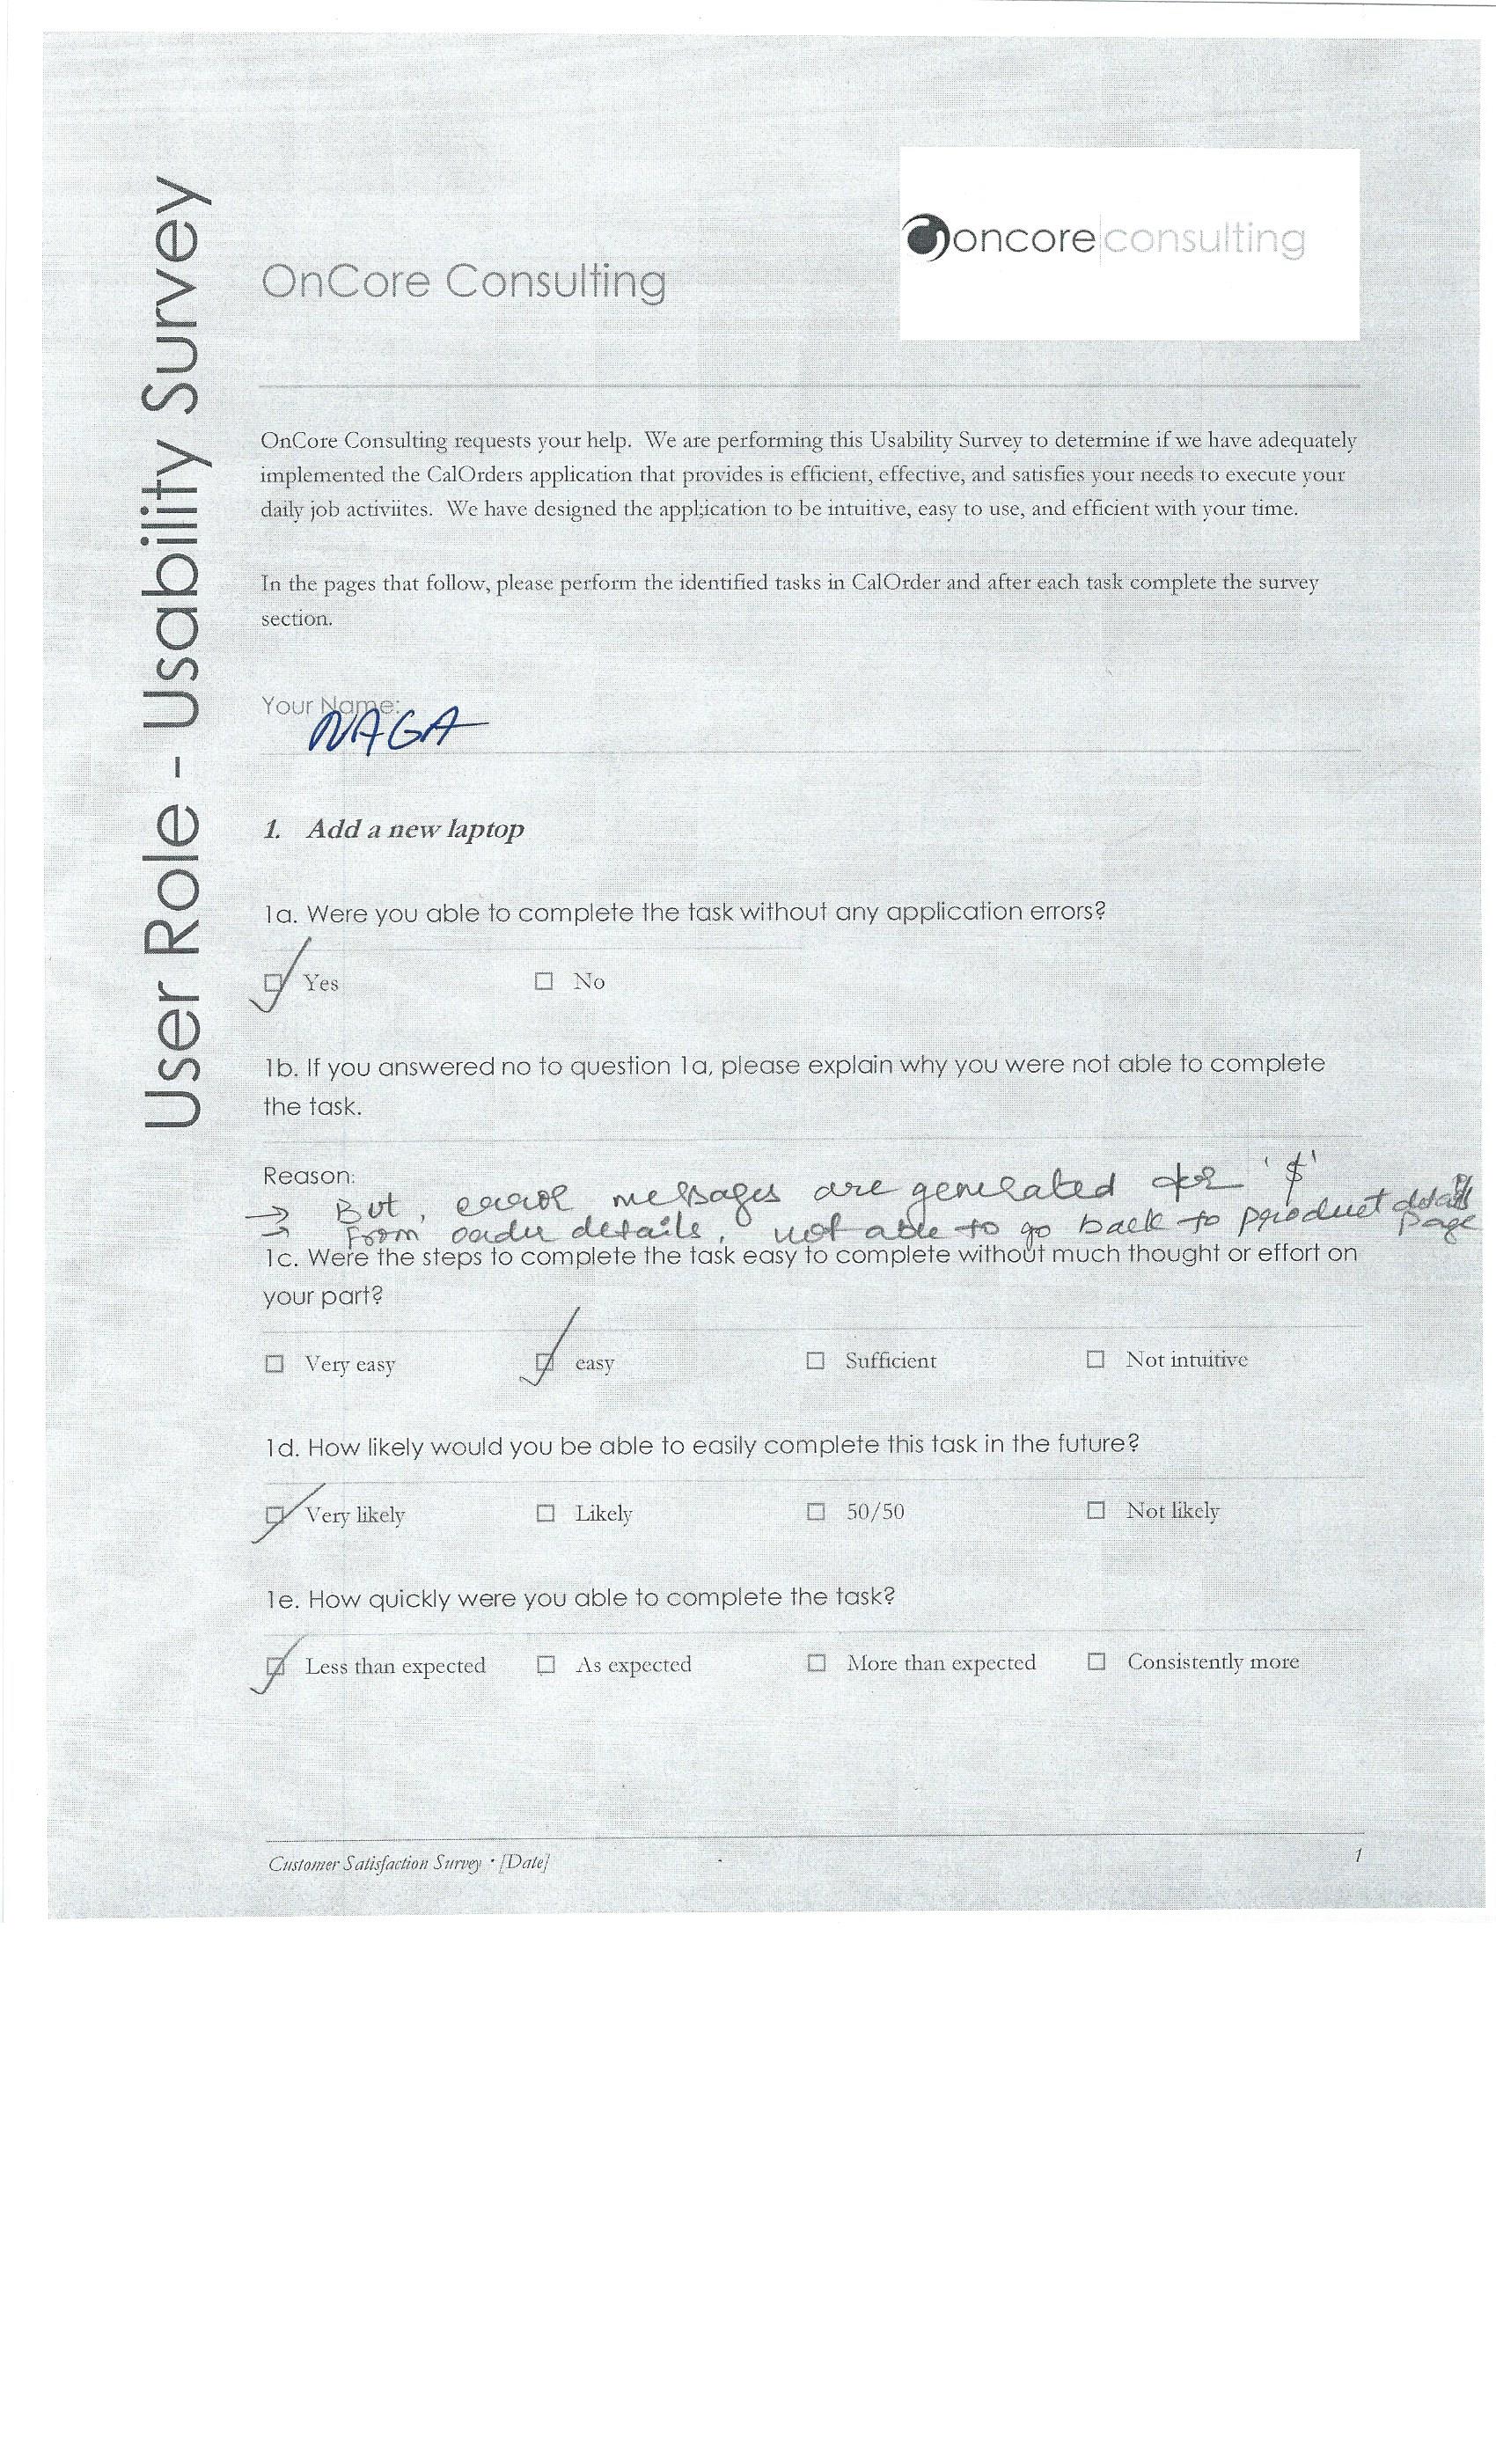 User Role - Usability Survey
oncore consulting
OnCore Consulting
OnCore Consulting requests your help. We are performing this Usability Survey to determine if we have adequately
implemented the CalOrders application that provides is efficient, effective, and satisfies your needs to execute your
daily job activiites. We have designed the application to be intuitive, easy to use, and efficient with your time.
In the pages that follow, please perform the identified tasks in CalOrder and after each task complete the survey
section.
Your Name:
NAGA
1. Add a new laptop
1a. Were you able to complete the task without any application errors?
☑ Yes ☐ No
1b. If you answered no to question 1a, please explain why you were not able to complete
the task.
Reason:
→ But, error messages are generated for '$'
→ From order details, not able to go back to product details
page
1c. Were the steps to complete the task easy to complete without much thought or effort on
your part?
☐ Very easy ☑ easy ☐ Sufficient ☐ Not intuitive
1d. How likely would you be able to easily complete this task in the future?
☑ Very likely ☐ Likely ☐ 50/50 ☐ Not likely
1e. How quickly were you able to complete the task?
☑ Less than expected ☐ As expected ☐ More than expected ☐ Consistently more
Customer Satisfaction Survey • [Date] 1